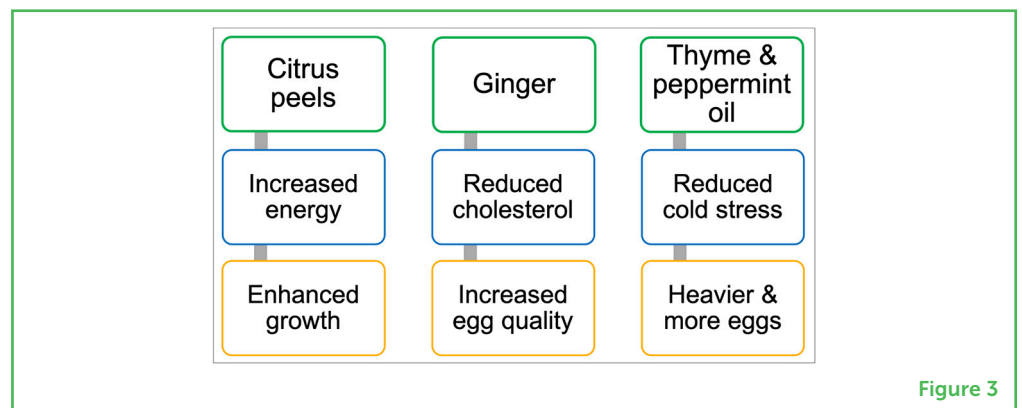 Citrus
peels
Ginger
Thyme &
peppermint
oil
Increased
energy
Reduced
cholesterol
Reduced
cold stress
Enhanced
growth
Increased
egg quality
Heavier &
more eggs
Figure 3